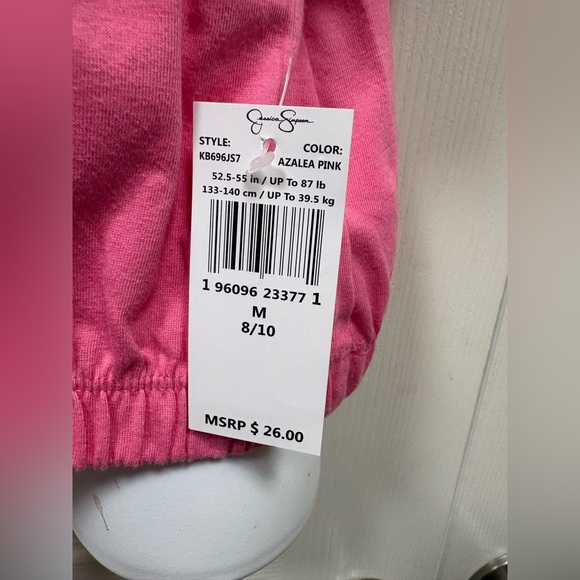 Jessica Simpson
STYLE: COLOR:
KB696JS7 AZALEA PINK
52.5-55 in / UP To 87 lb
133-140 cm / UP To 39.5 kg
1 96096 23377 1
M
8/10
MSRP $ 26.00